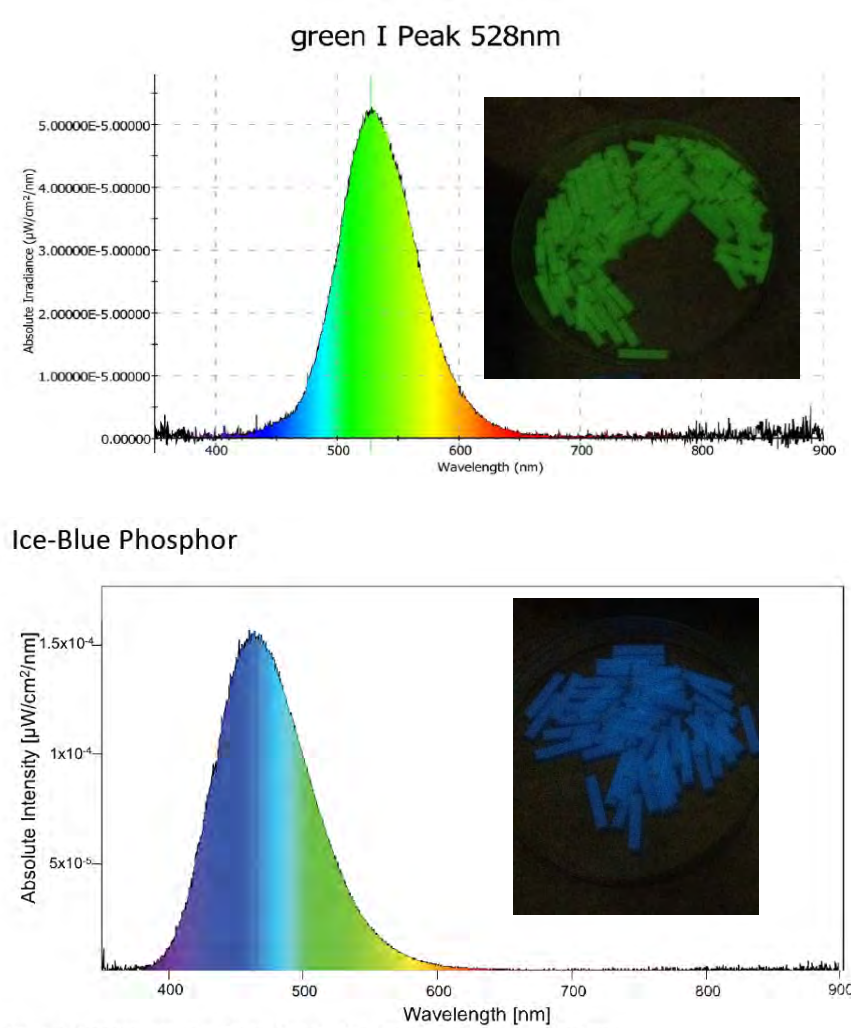 green I Peak 528nm
Absolute Irradiance (µW/cm²/nm)
5.00000E-5.00000
4.00000E-5.00000
3.00000E-5.00000
2.00000E-5.00000
1.00000E-5.00000
0.00000
400 500 600 700 800 900
Wavelength (nm)
Ice-Blue Phosphor
Absolute Intensity [µW/cm²/nm]
1.5x10⁻⁴
1x10⁻⁴
5x10⁻⁵
400 500 600 700 800 900
Wavelength [nm]